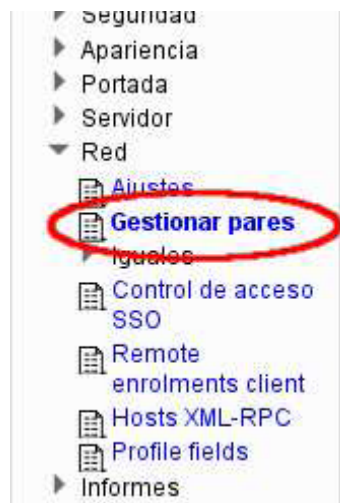 Seguridad
Apariencia
Portada
Servidor
Red
Ajustes
Gestionar pares
Iguales
Control de acceso
SSO
Remote
enrolments client
Hosts XML-RPC
Profile fields
Informes